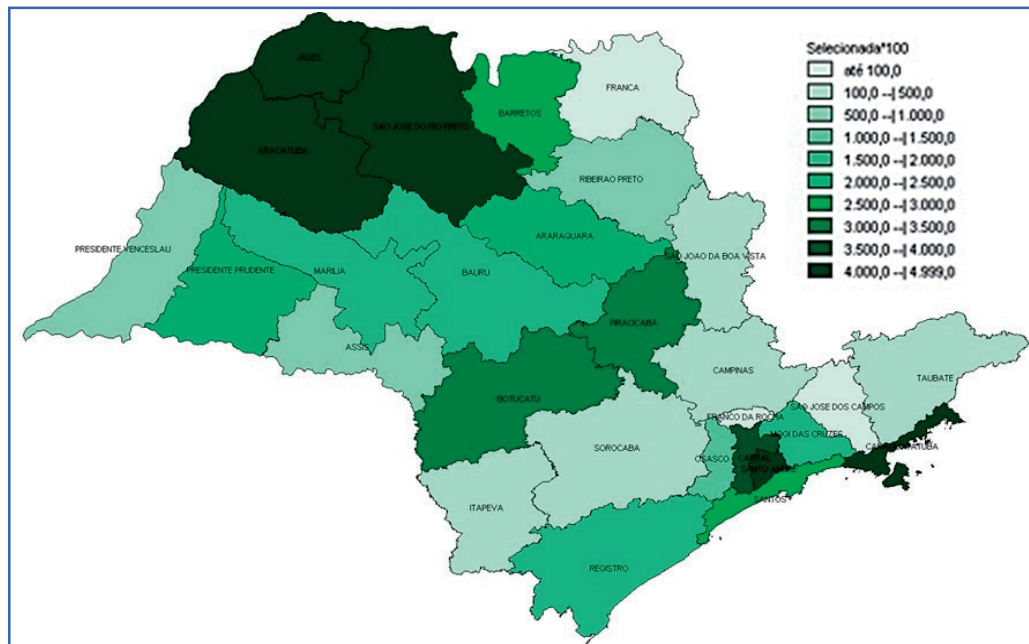 Selecionada*100
até 100,0
100,0 --| 500,0
500,0 --| 1.000,0
1.000,0 --| 1.500,0
1.500,0 --| 2.000,0
2.000,0 --| 2.500,0
2.500,0 --| 3.000,0
3.000,0 --| 3.500,0
3.500,0 --| 4.000,0
4.000,0 --| 4.999,0
JALES
FRANCA
BARRETOS
SAO JOSE DO RIO PRETO
ARACATUBA
RIBEIRAO PRETO
ARARAQUARA
PRESIDENTE VENCESLAU
SAO JOAO DA BOA VISTA
PRESIDENTE PRUDENTE
MARILIA
BAURU
PIRACICABA
ASSIS
CAMPINAS
TAUBATE
BOTUCATU
SAO JOSE DOS CAMPOS
FRANCO DA ROCHA
MOGI DAS CRUZES
SOROCABA
OSASCO
CAPITAL
SANTO ANDRE
SANTOS
ITAPEVA
REGISTRO